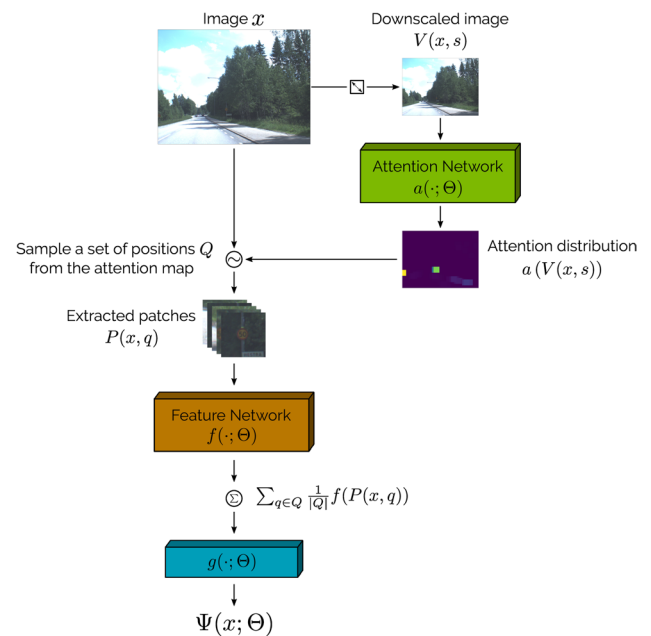 Image x
Downscaled image
V(x, s)
Attention Network
a(·; Θ)
Sample a set of positions Q
from the attention map
Attention distribution
a (V(x, s))
Extracted patches
P(x, q)
Feature Network
f(·; Θ)
Σ ∑_{q∈Q} \frac{1}{|Q|} f(P(x, q))
g(·; Θ)
Ψ(x; Θ)